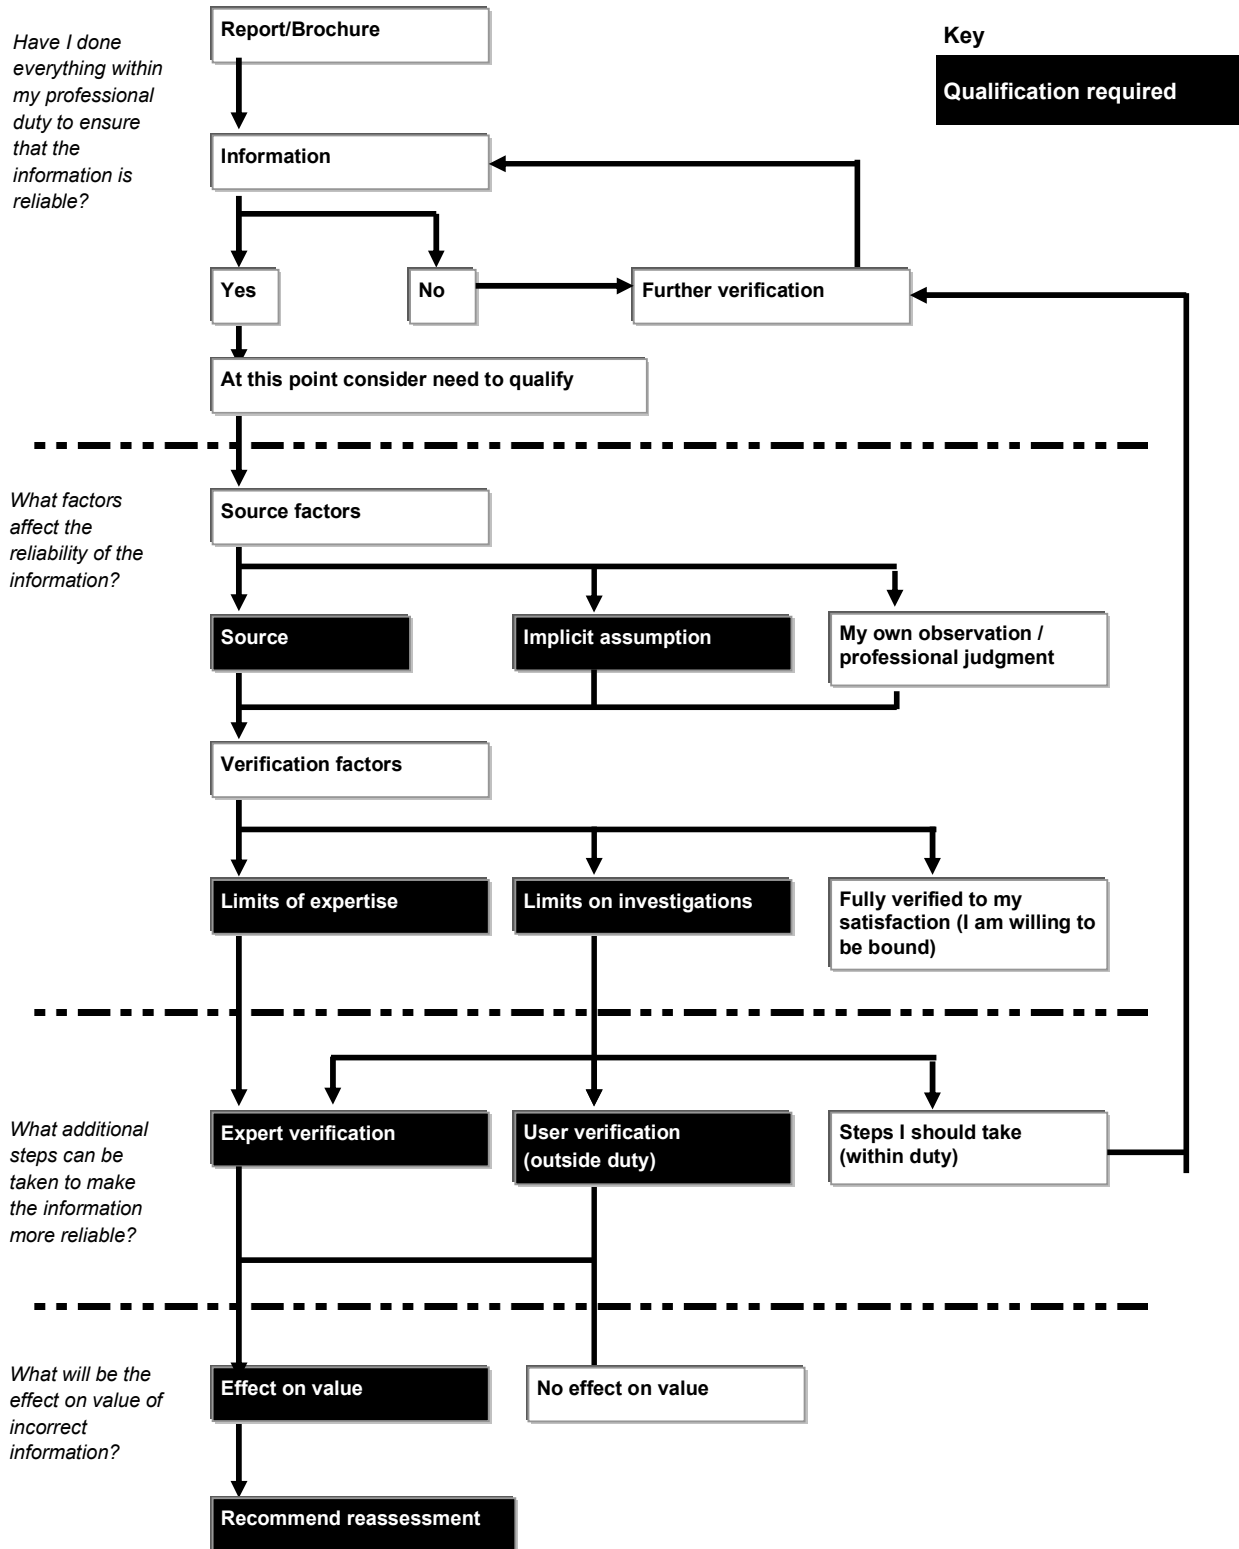 Have I done
everything within
my professional
duty to ensure
that the
information is
reliable?
Report/Brochure
Key
Qualification required
Information
Yes
No
Further verification
At this point consider need to qualify
What factors
affect the
reliability of the
information?
Source factors
Source
Implicit assumption
My own observation /
professional judgment
Verification factors
Limits of expertise
Limits on investigations
Fully verified to my
satisfaction (I am willing to
be bound)
What additional
steps can be
taken to make
the information
more reliable?
Expert verification
User verification
(outside duty)
Steps I should take
(within duty)
What will be the
effect on value of
incorrect
information?
Effect on value
No effect on value
Recommend reassessment